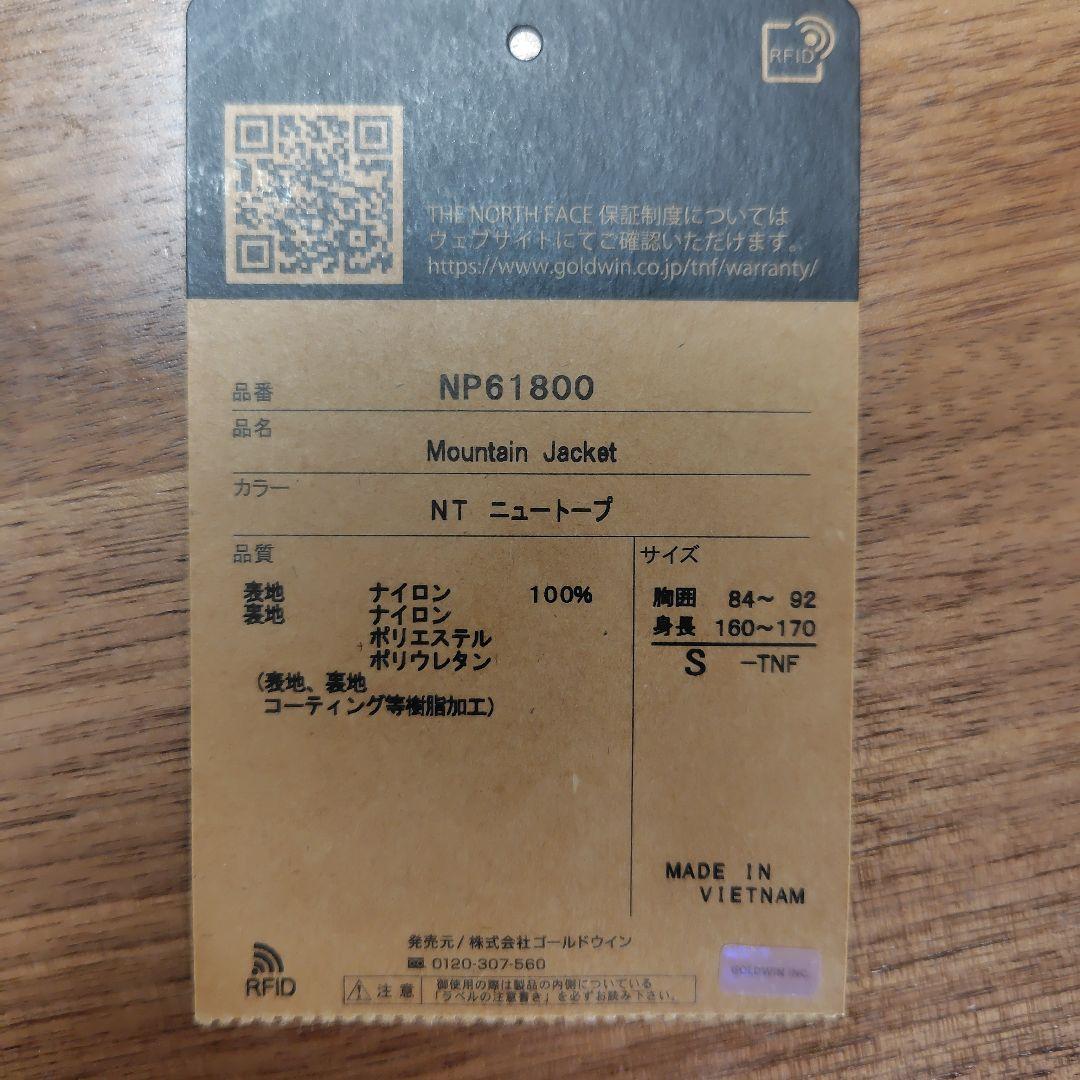 RFID
THE NORTH FACE 保証制度については
ウェブサイトにてご確認いただけます。
https://www.goldwin.co.jp/tnf/warranty/
品番 NP61800
品名
Mountain Jacket
カラー
NT ニュートープ
品質
表地 ナイロン 100%
裏地 ナイロン
ポリエステル
ポリウレタン
(表地、裏地
コーティング等樹脂加工)
サイズ
胸囲 84~ 92
身長 160~170
S -TNF
MADE IN
VIETNAM
発売元/株式会社ゴールドウイン
0120-307-560
RFID
注意
御使用の際は製品の内側についている
「ラベルの注意書き」を必ずお読み下さい。
GOLDWIN INC.